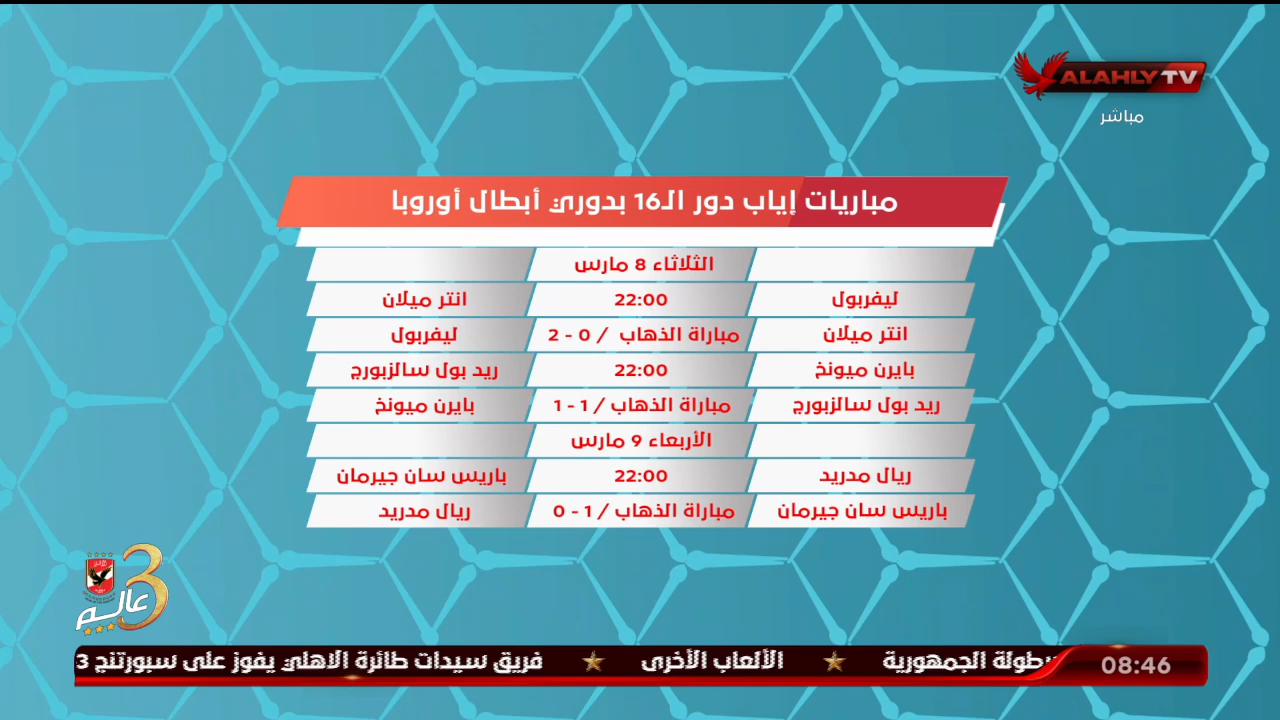 ALAHLY TV
مباشر
مباريات إياب دور الـ16 بدوري أبطال أوروبا
الثلاثاء 8 مارس
ليفربول 22:00 انتر ميلان
انتر ميلان مباراة الذهاب / 0 - 2 ليفربول
بايرن ميونخ 22:00 ريد بول سالزبورج
ريد بول سالزبورج مباراة الذهاب / 1 - 1 بايرن ميونخ
الأربعاء 9 مارس
ريال مدريد 22:00 باريس سان جيرمان
باريس سان جيرمان مباراة الذهاب / 1 - 0 ريال مدريد
3 عالم
08:46 بطولة الجمهورية الألعاب الأخرى فريق سيدات طائرة الاهلي يفوز على سبورتنج 3